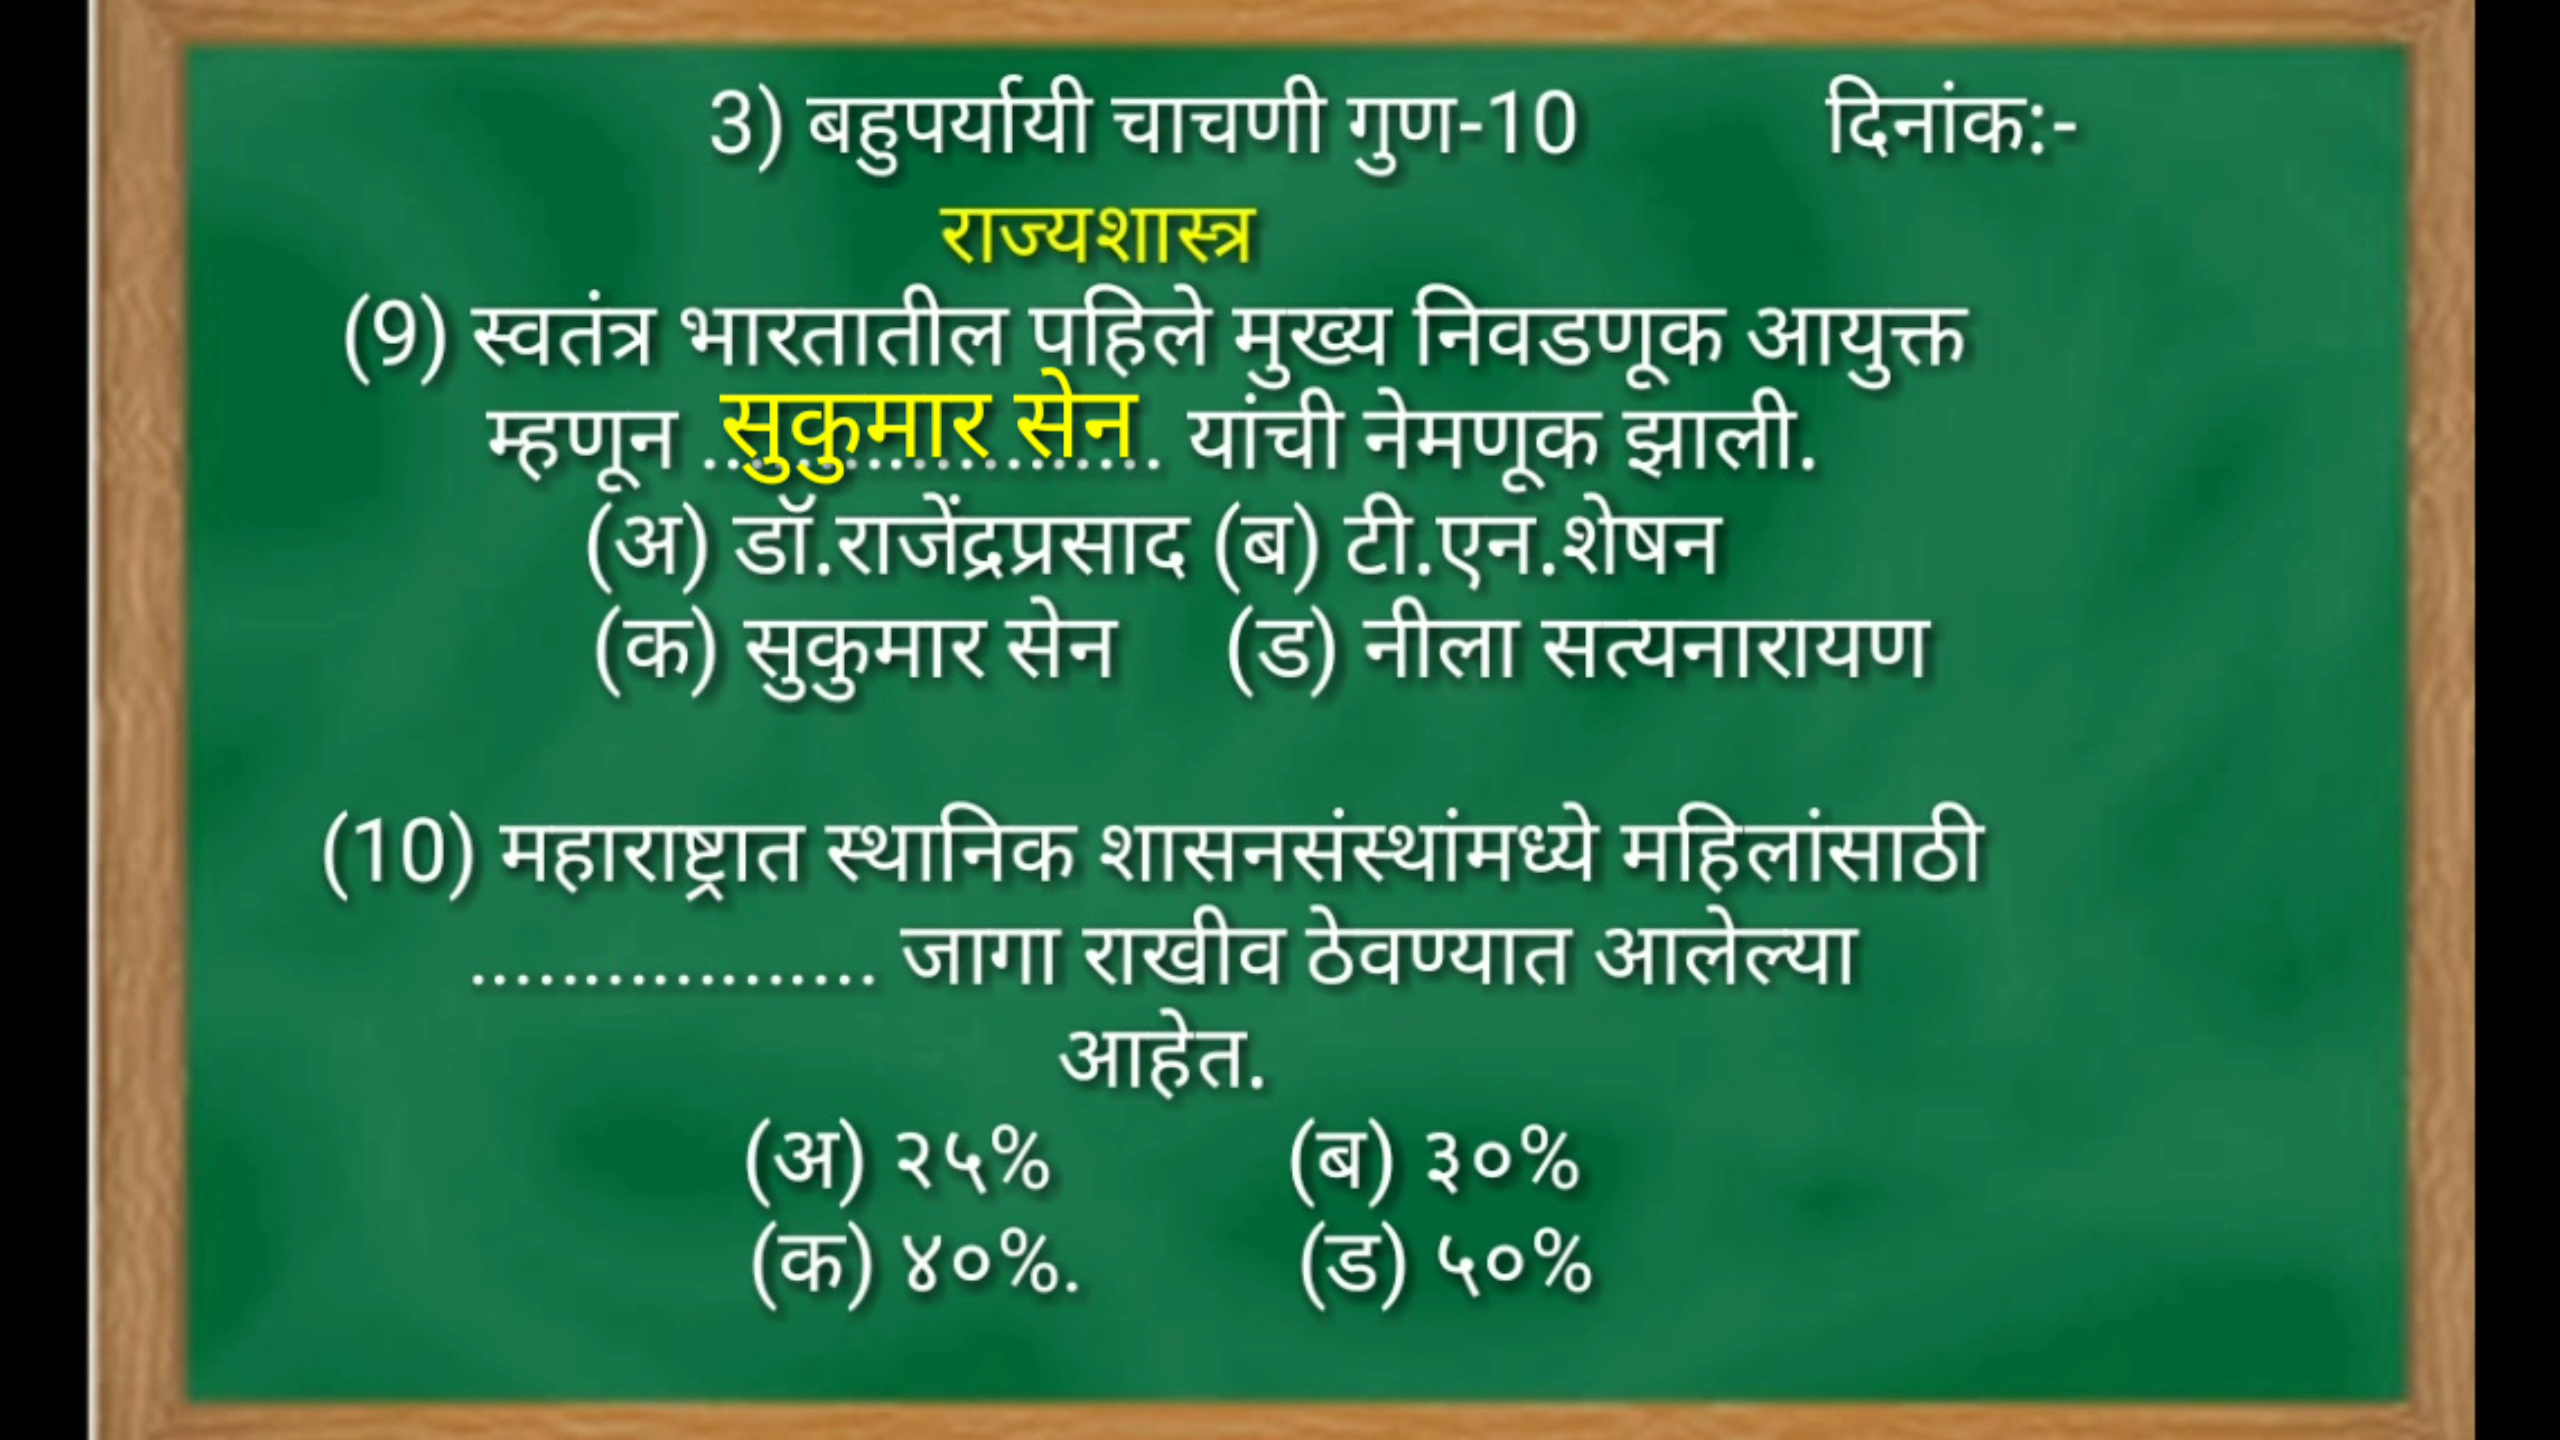 3) बहुपर्यायी चाचणी गुण-10 दिनांक:-
राज्यशास्त्र
(9) स्वतंत्र भारतातील पहिले मुख्य निवडणूक आयुक्त
म्हणून .....सुकुमार सेन..... यांची नेमणूक झाली.
(अ) डॉ.राजेंद्रप्रसाद (ब) टी.एन.शेषन
(क) सुकुमार सेन (ड) नीला सत्यनारायण
(10) महाराष्ट्रात स्थानिक शासनसंस्थांमध्ये महिलांसाठी
.................. जागा राखीव ठेवण्यात आलेल्या
आहेत.
(अ) २५% (ब) ३०%
(क) ४०%. (ड) ५०%